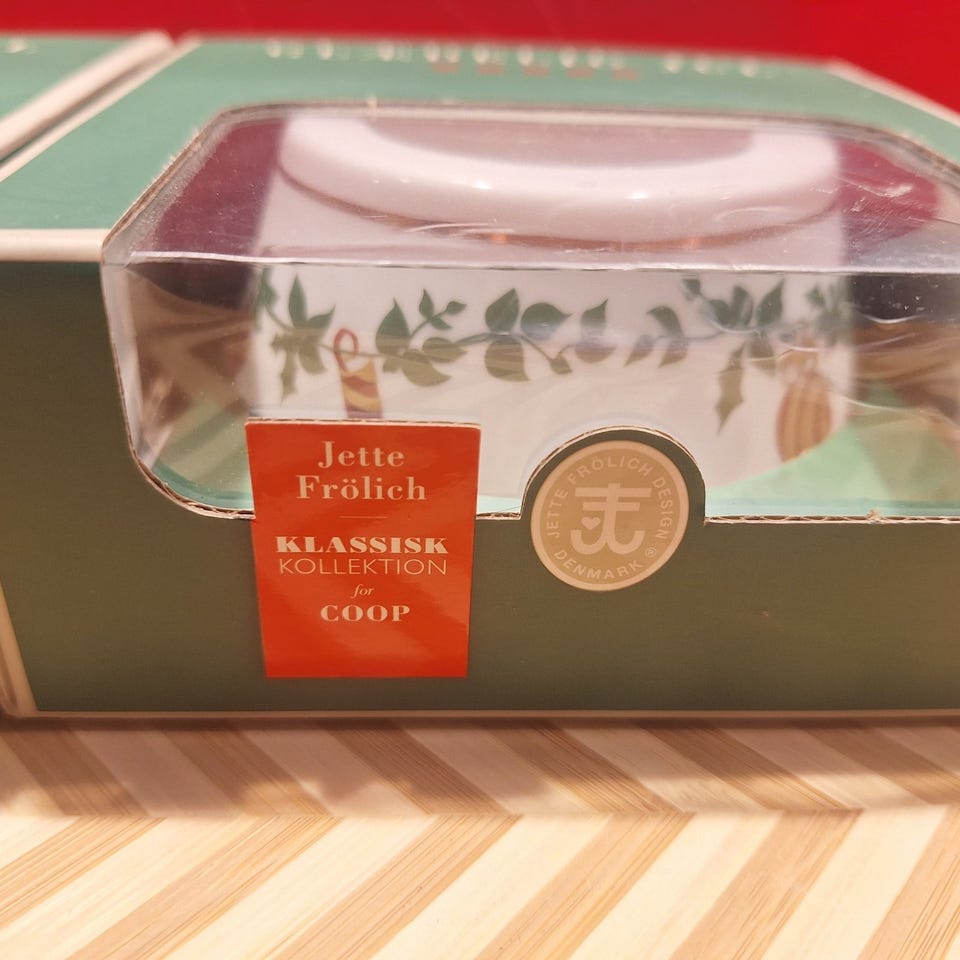 Jette
Frölich
KLASSISK
KOLLEKTION
for
COOP
JETTE FRÖLICH DESIGN
DENMARK ®